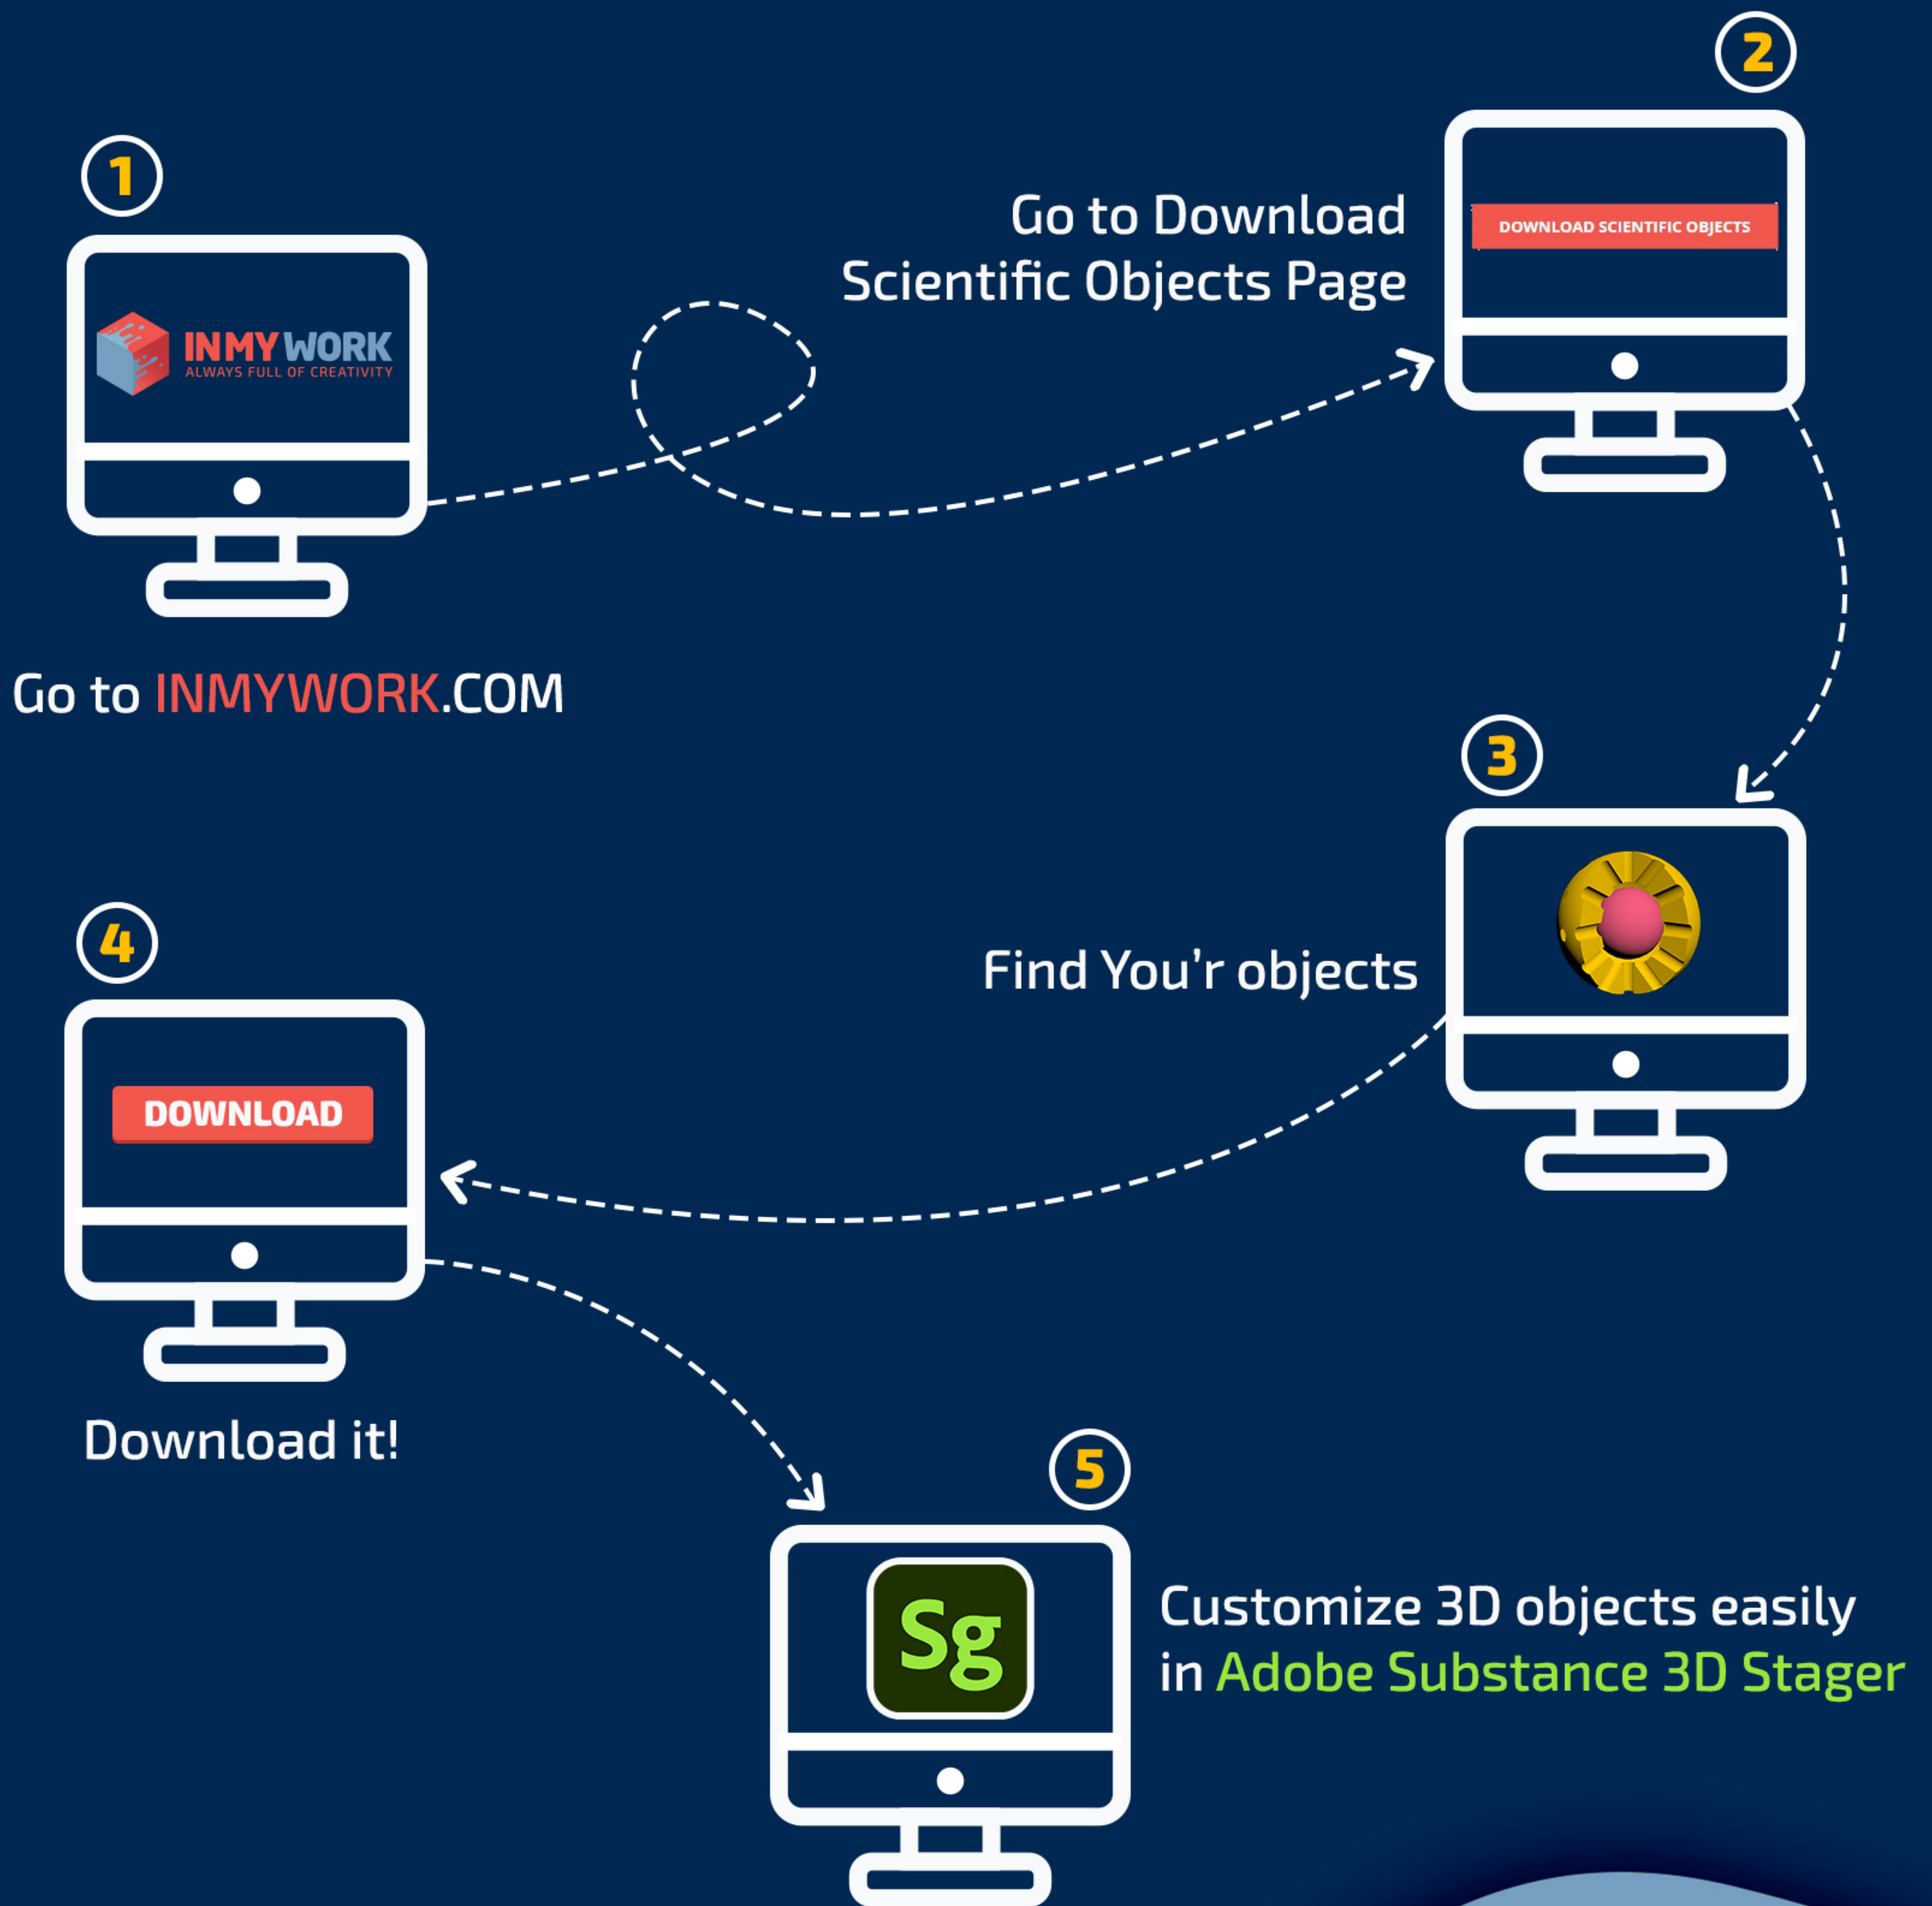 1
INMYWORK
ALWAYS FULL OF CREATIVITY
Go to INMYWORK.COM
2
Go to Download
Scientific Objects Page
DOWNLOAD SCIENTIFIC OBJECTS
3
Find You’r objects
4
DOWNLOAD
Download it!
5
Sg
Customize 3D objects easily
in Adobe Substance 3D Stager